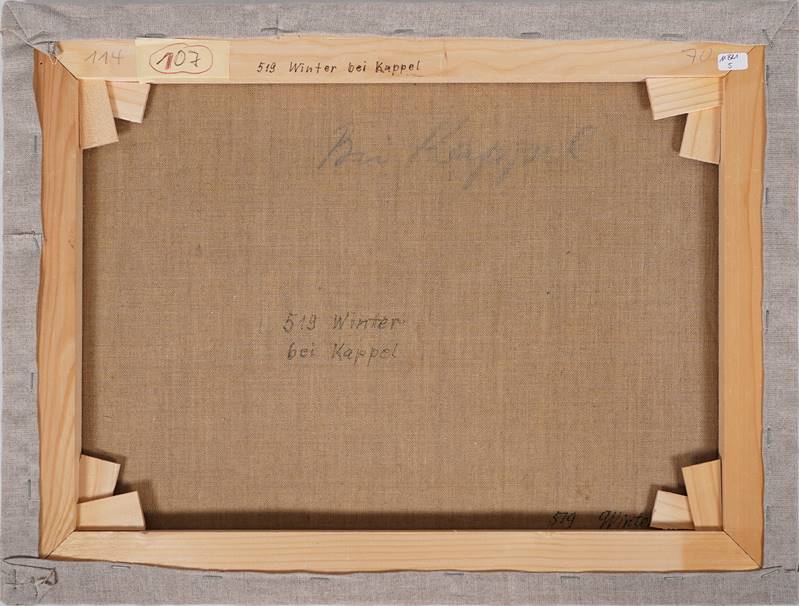 114
107
519 Winter bei Kappel
70
Bei Kappel
519 Winter
bei Kappel
519 Winter